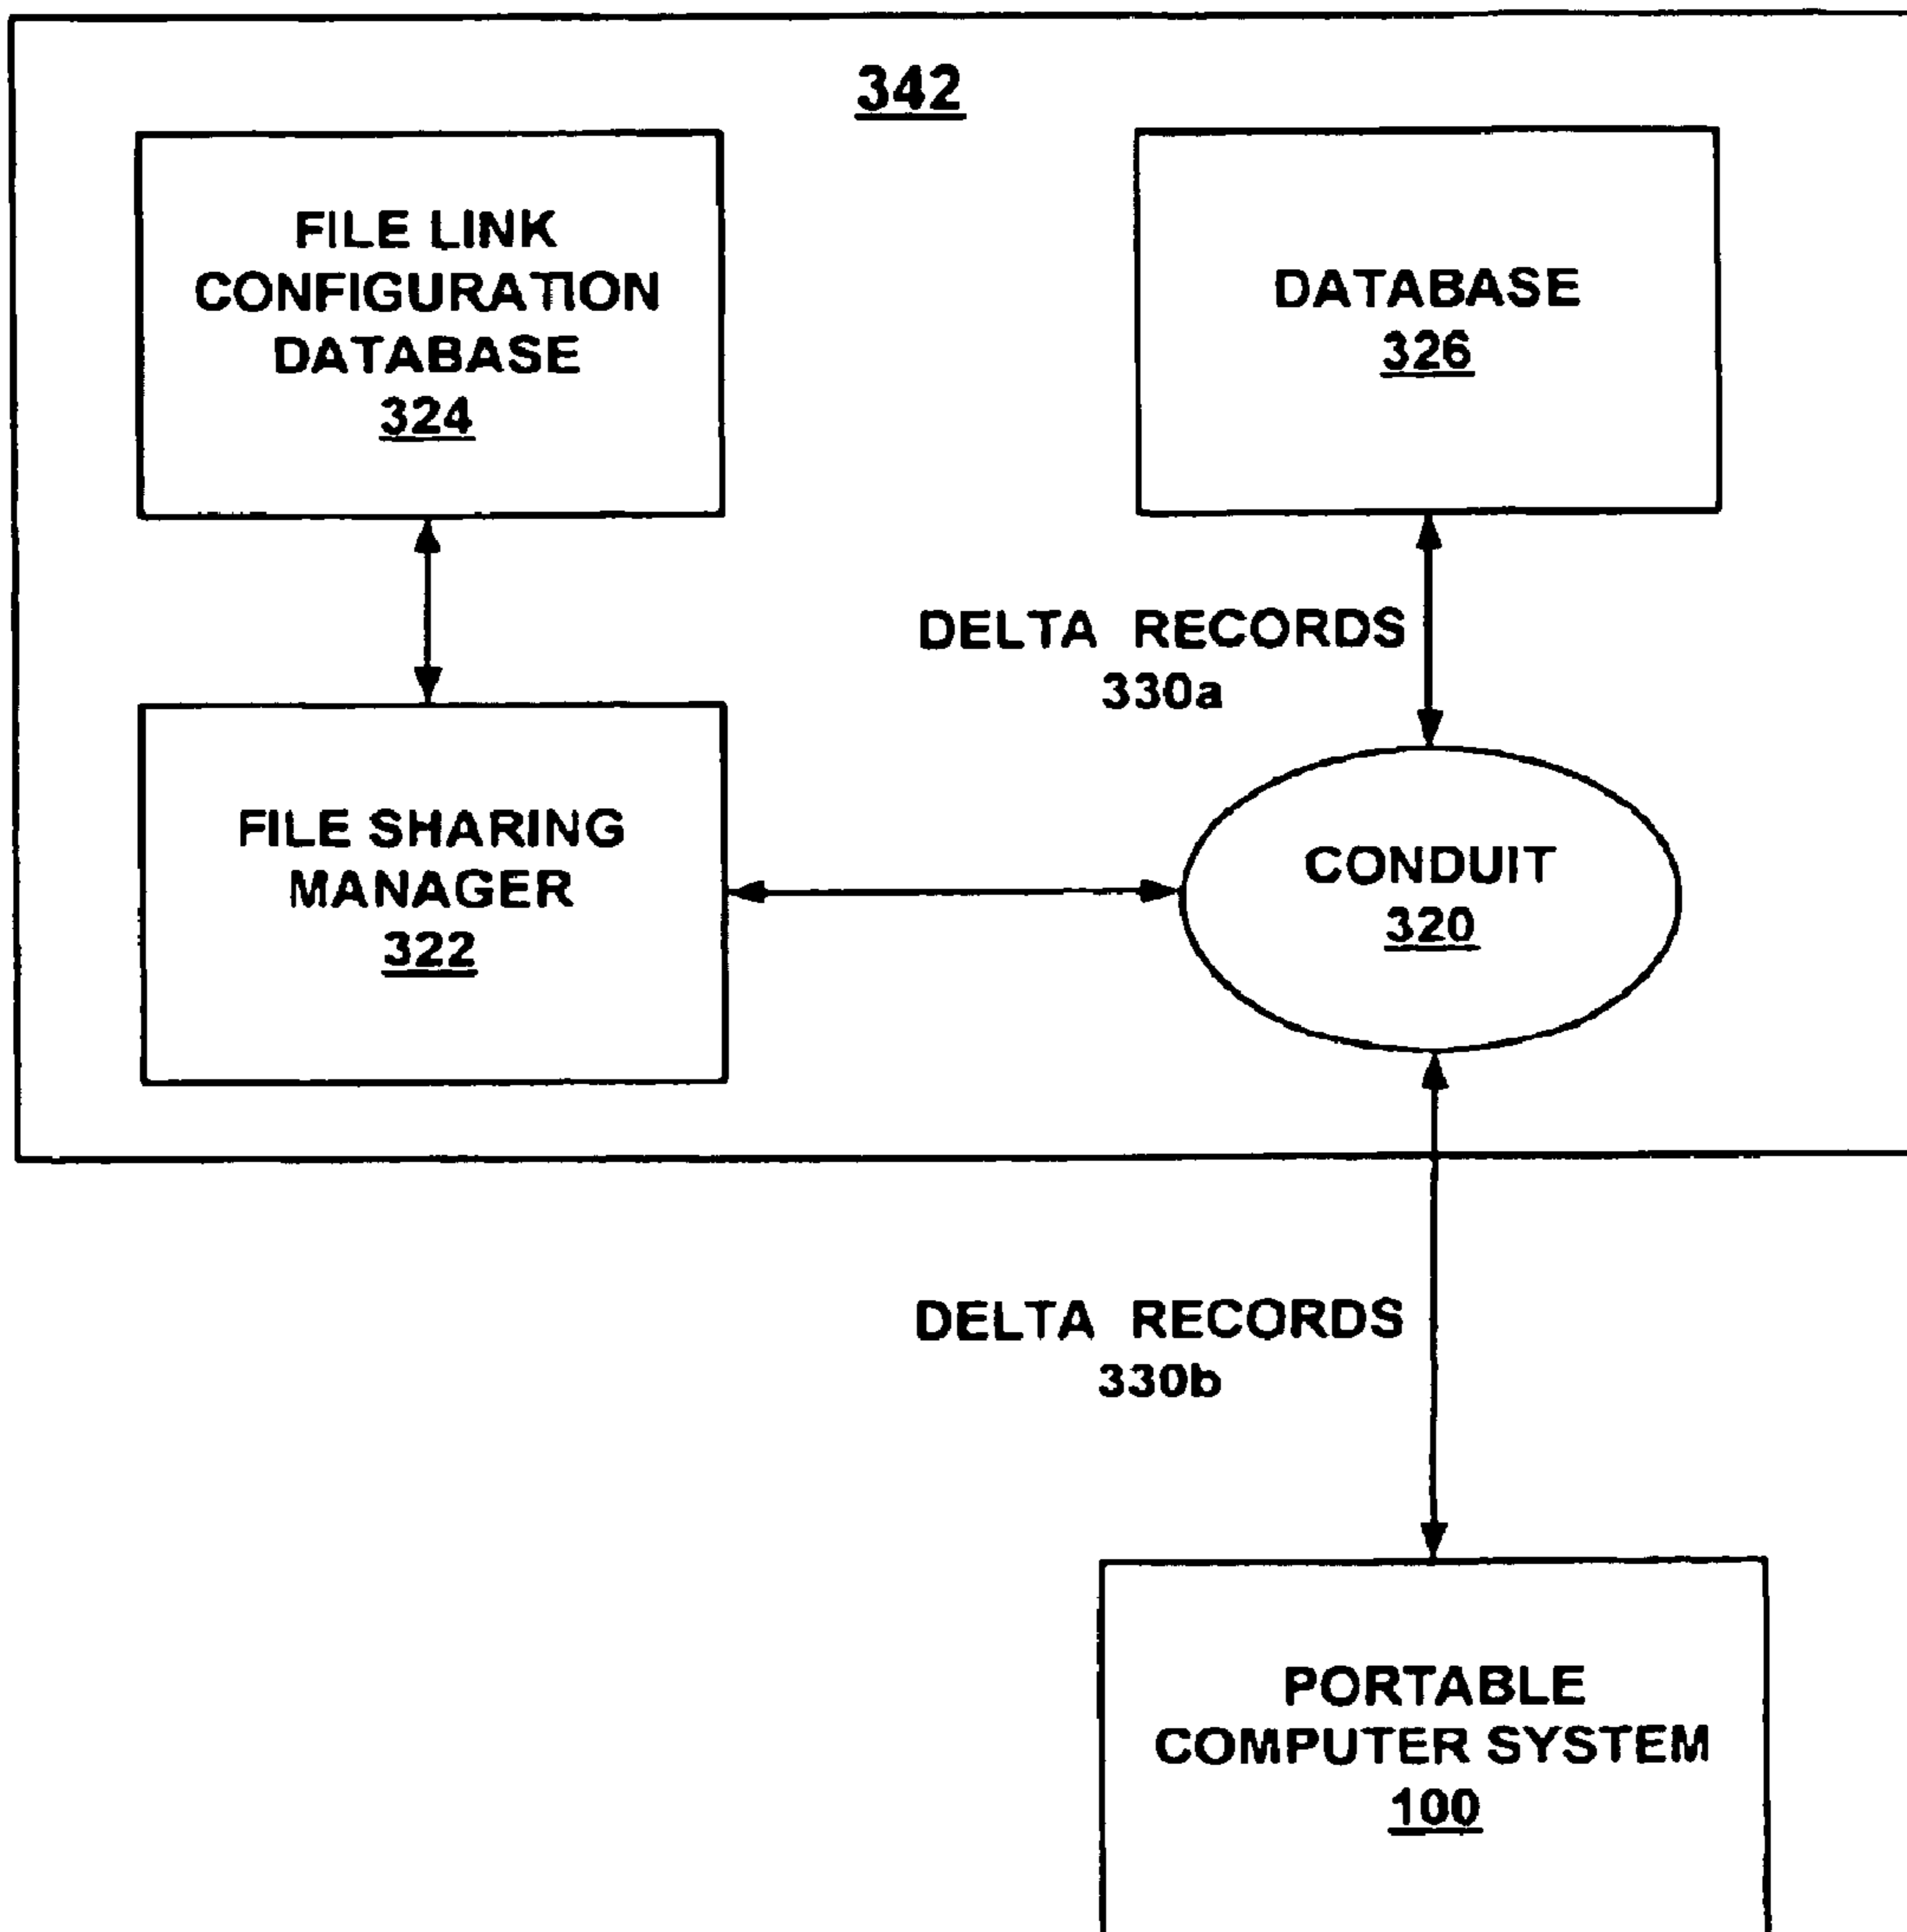 342
FILE LINK
CONFIGURATION
DATABASE
324
DATABASE
326
DELTA RECORDS
330a
FILE SHARING
MANAGER
322
CONDUIT
320
DELTA RECORDS
330b
PORTABLE
COMPUTER SYSTEM
100